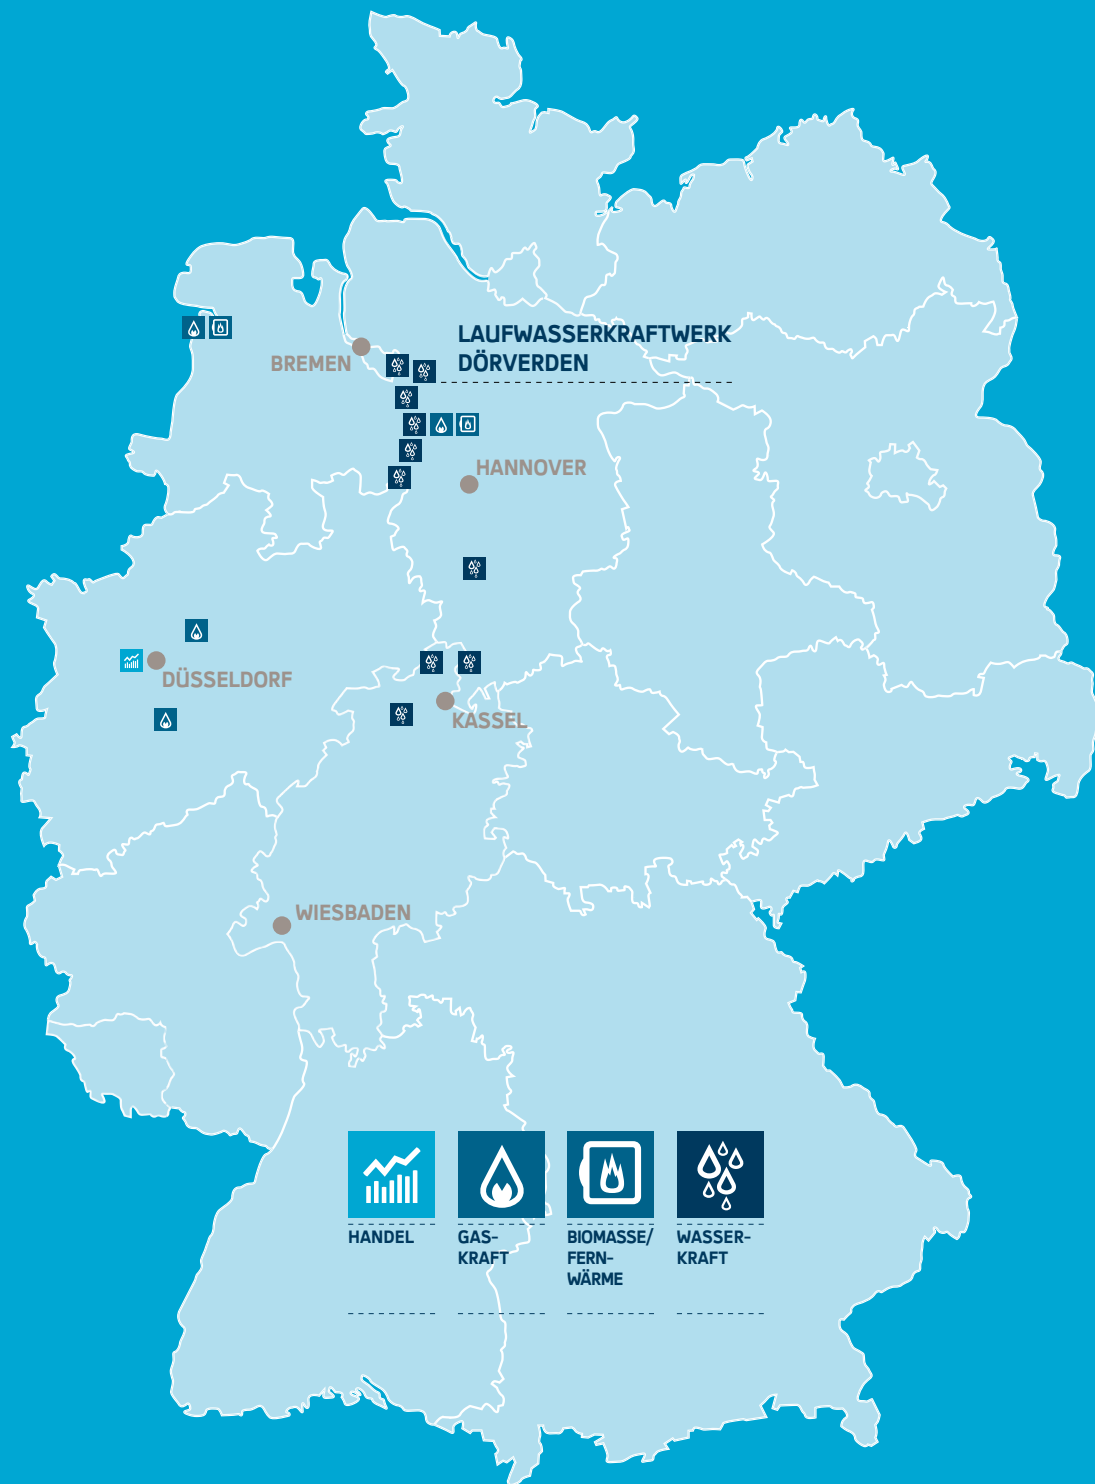 LAUFWASSERKRAFTWERK
DÖRVERDEN
BREMEN
HANNOVER
DÜSSELDORF
KASSEL
WIESBADEN
HANDEL
GAS-
KRAFT
BIOMASSE/
FERN-
WÄRME
WASSER-
KRAFT